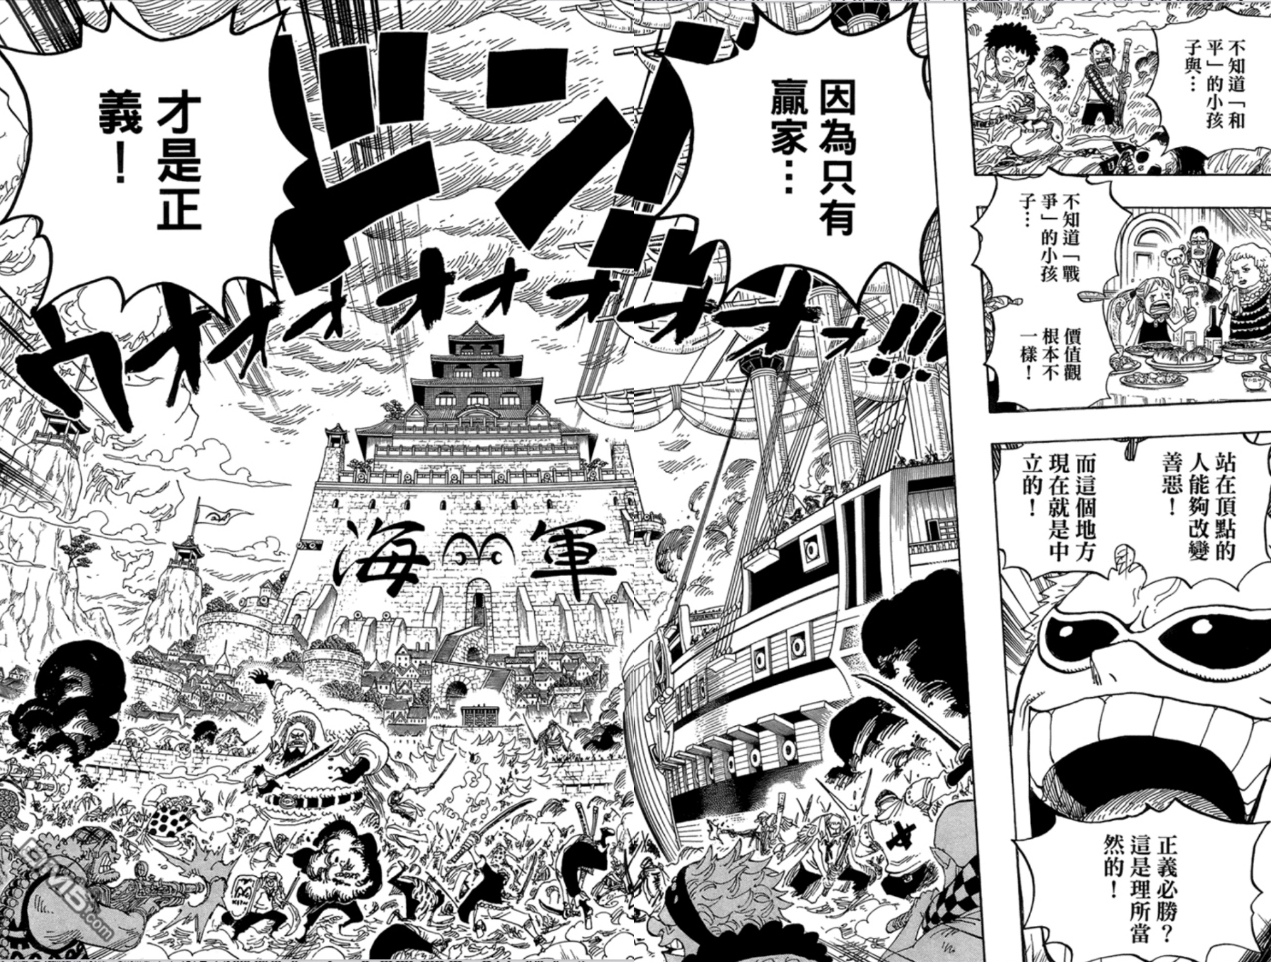 不知道「和
平」的小孩
子與…
不知道「戰
爭」的小孩
子…
價值觀
根本不
一樣！
站在頂點的
人能夠改變
善惡！
而這個地方
現在就是中
立的！
正義必勝？
這是理所當
然的！
因為只有
贏家…
才是正
義！
ドンッ
ウオオオオオオオオ!!!
海軍